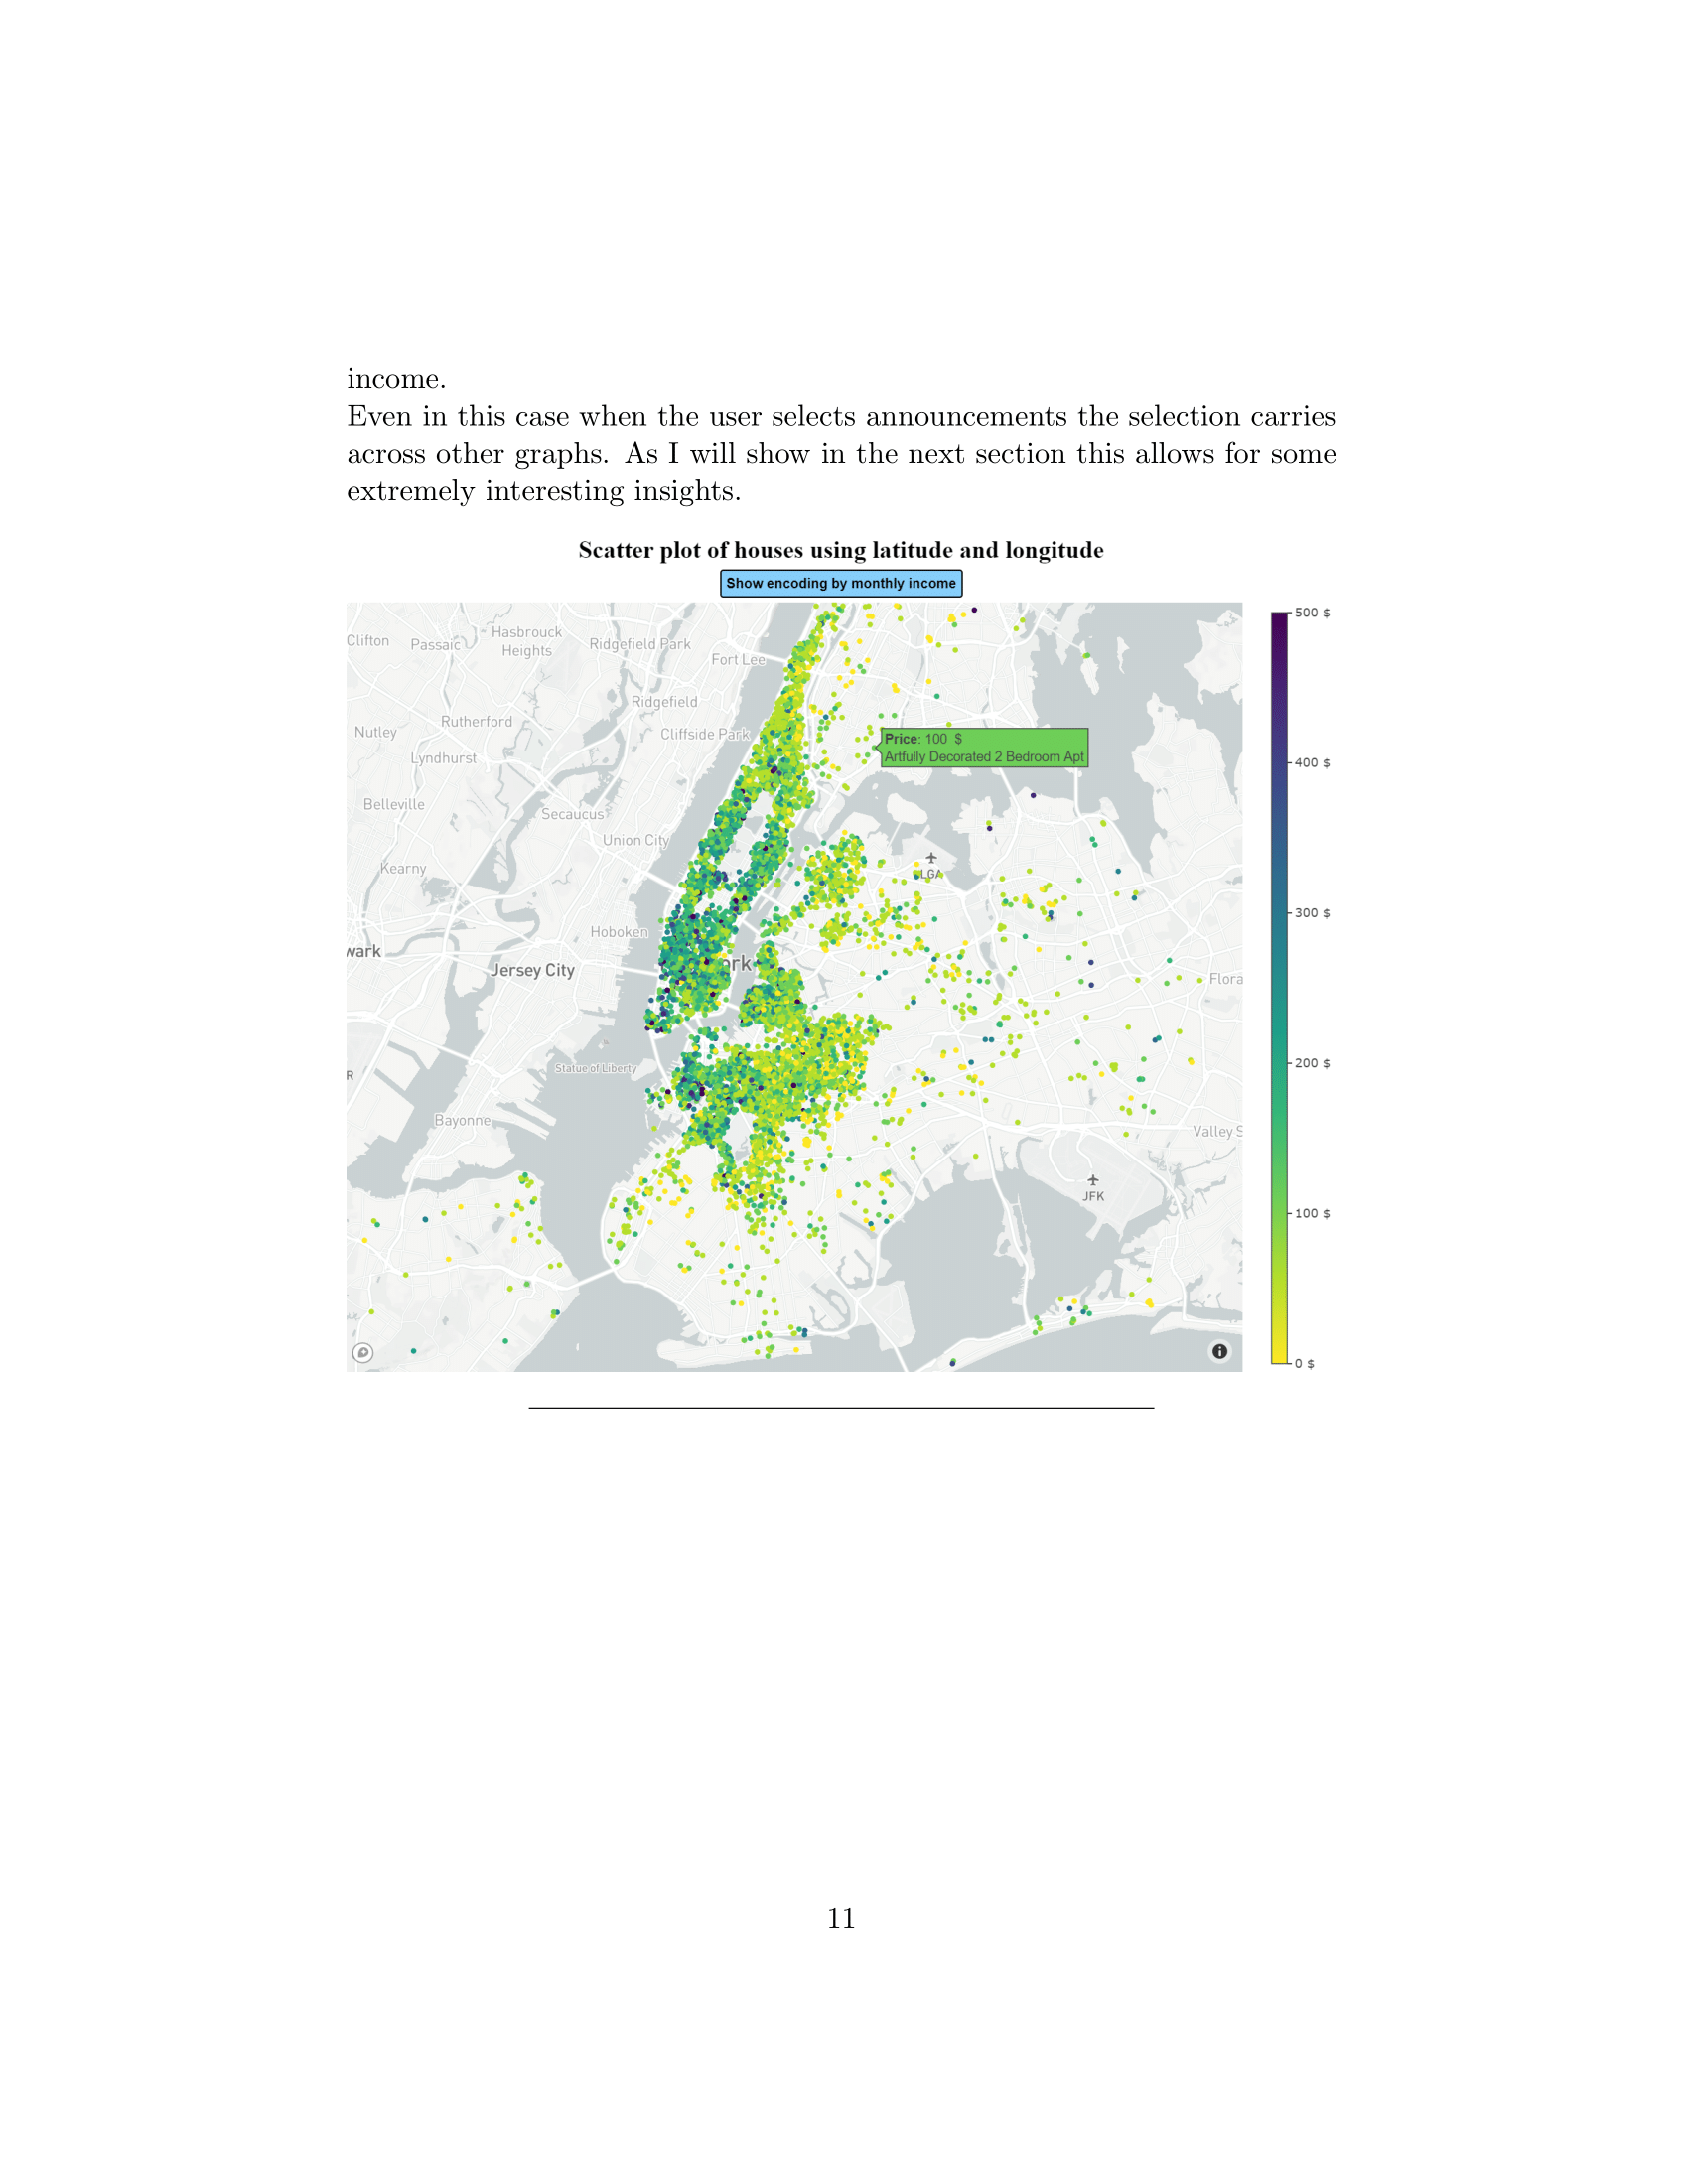 income.
Even in this case when the user selects announcements the selection carries
across other graphs. As I will show in the next section this allows for some
extremely interesting insights.
Scatter plot of houses using latitude and longitude
Show encoding by monthly income
Clifton
Passaic
Hasbrouck
Heights
Ridgefield Park
Fort Lee
Ridgefield
Rutherford
Nutley
Cliffside Park
Lyndhurst
Price: 100 $
Artfully Decorated 2 Bedroom Apt
Belleville
Secaucus
Union City
Kearny
LGA
Hoboken
wark
Jersey City
ork
Flora
Statue of Liberty
R
Bayonne
Valley S
JFK
500 $
400 $
300 $
200 $
100 $
0 $
11